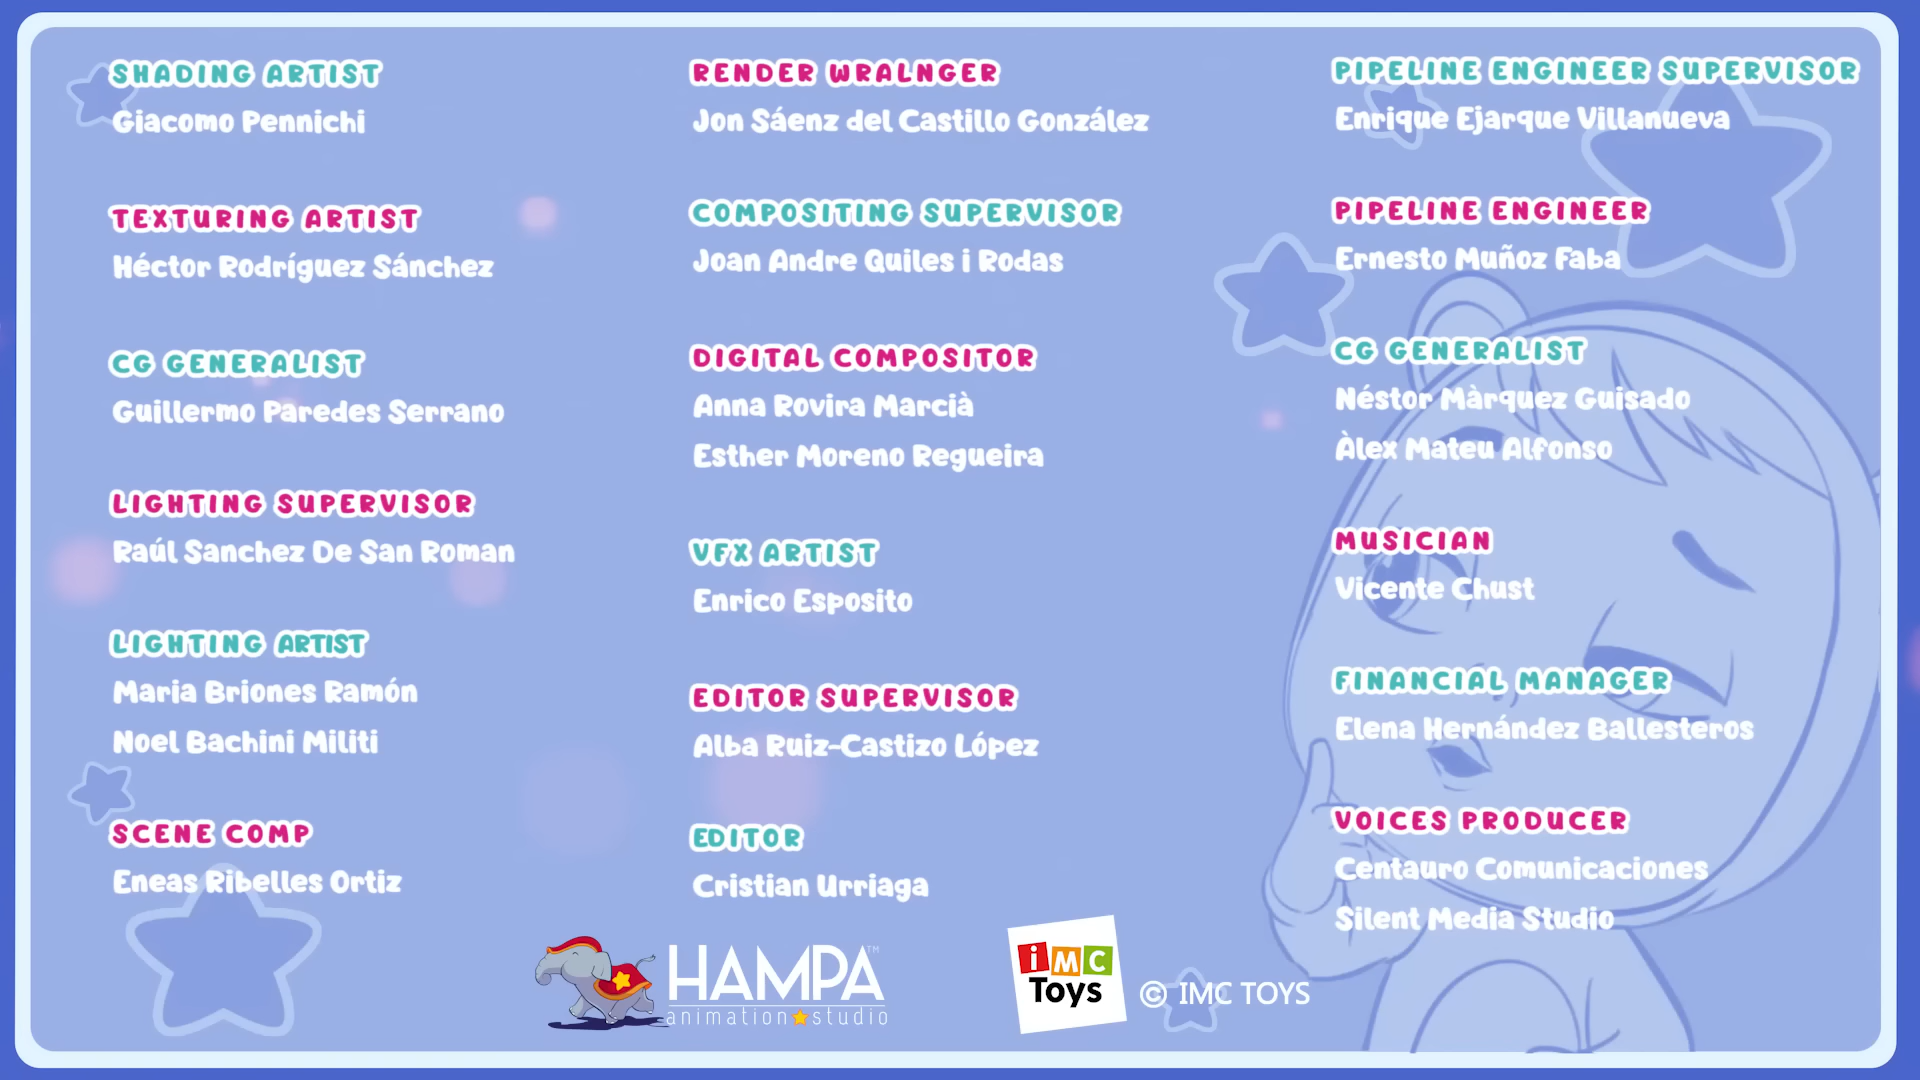 SHADING ARTIST
Giacomo Pennichi
TEXTURING ARTIST
Héctor Rodríguez Sánchez
CG GENERALIST
Guillermo Paredes Serrano
LIGHTING SUPERVISOR
Raúl Sanchez De San Roman
LIGHTING ARTIST
Maria Briones Ramón
Noel Bachini Militi
SCENE COMP
Eneas Ribelles Ortiz
RENDER WRALNGER
Jon Sáenz del Castillo González
COMPOSITING SUPERVISOR
Joan Andre Quiles i Rodas
DIGITAL COMPOSITOR
Anna Rovira Marcià
Esther Moreno Regueira
VFX ARTIST
Enrico Esposito
EDITOR SUPERVISOR
Alba Ruiz-Castizo López
EDITOR
Cristian Urriaga
PIPELINE ENGINEER SUPERVISOR
Enrique Ejarque Villanueva
PIPELINE ENGINEER
Ernesto Muñoz Faba
CG GENERALIST
Néstor Màrquez Guisado
Àlex Mateu Alfonso
MUSICIAN
Vicente Chust
FINANCIAL MANAGER
Elena Hernández Ballesteros
VOICES PRODUCER
Centauro Comunicaciones
Silent Media Studio
HAMPA™
animation studio
iMC
Toys
© IMC TOYS